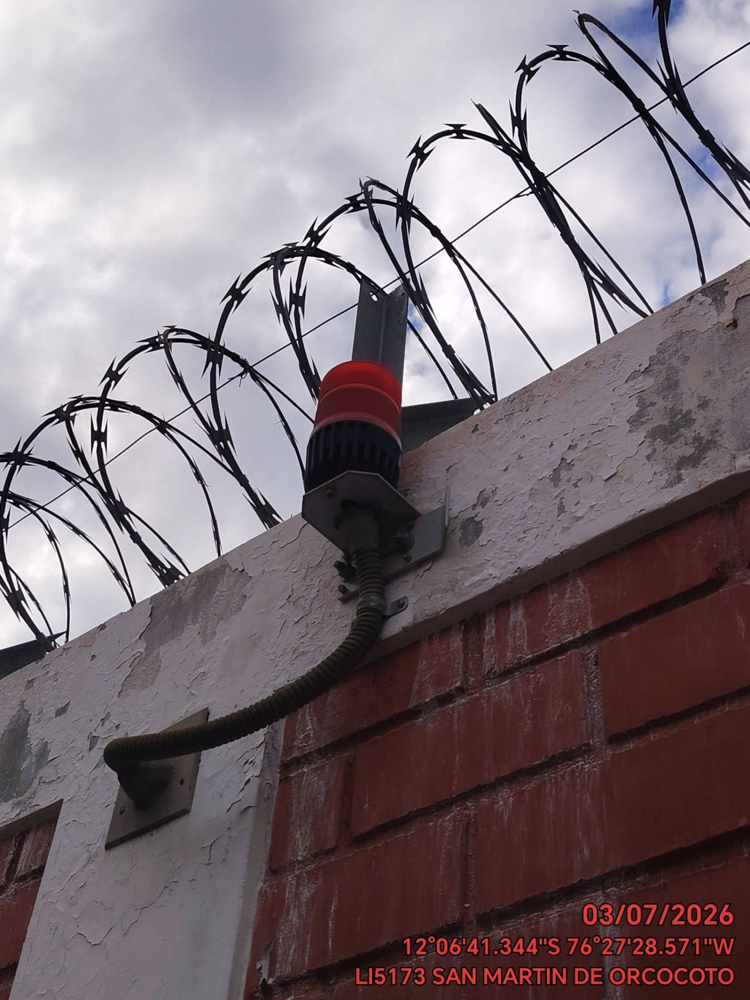 03/07/2026
12°06'41.344"S 76°27'28.571"W
LI5173 SAN MARTIN DE ORCOCOTO